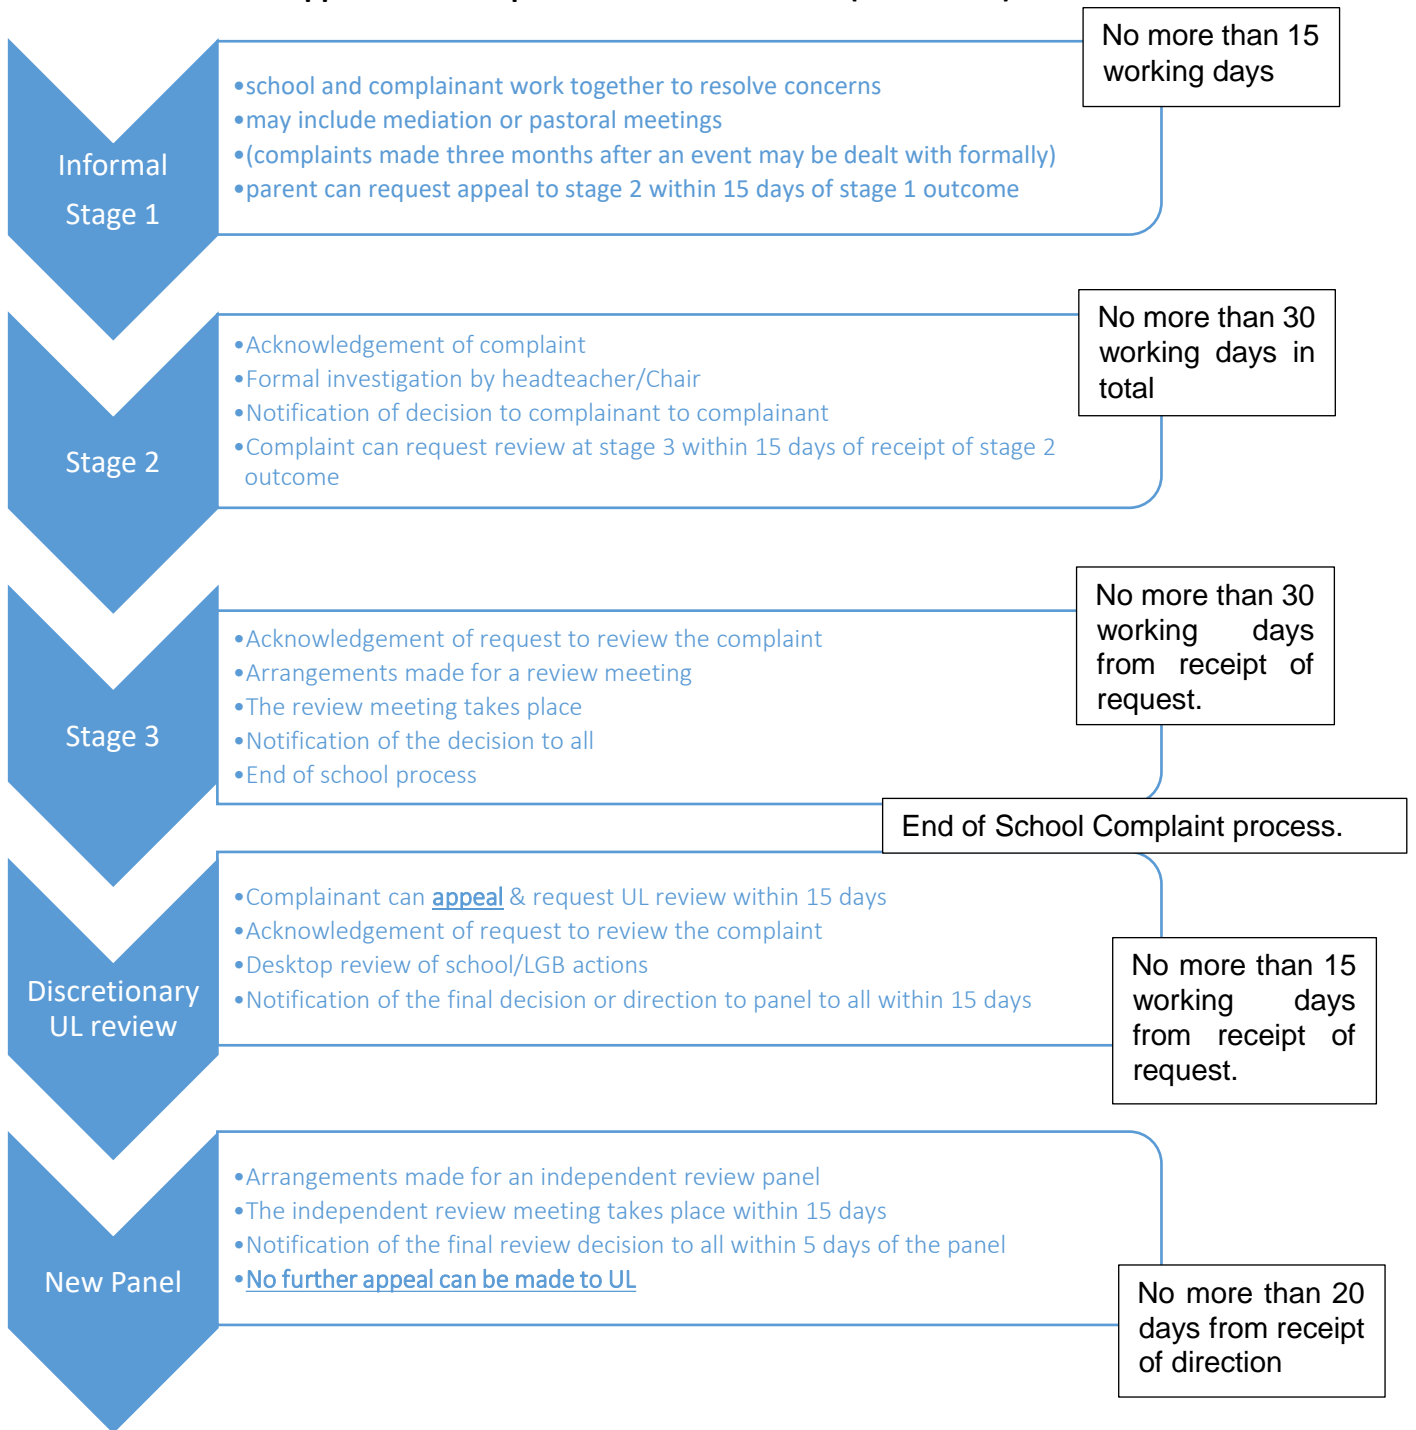 No more than 15
working days
Informal
Stage 1
•school and complainant work together to resolve concerns
•may include mediation or pastoral meetings
•(complaints made three months after an event may be dealt with formally)
•parent can request appeal to stage 2 within 15 days of stage 1 outcome
No more than 30
working days in
total
Stage 2
•Acknowledgement of complaint
•Formal investigation by headteacher/Chair
•Notification of decision to complainant to complainant
•Complaint can request review at stage 3 within 15 days of receipt of stage 2
outcome
No more than 30
working days
from receipt of
request.
Stage 3
•Acknowledgement of request to review the complaint
•Arrangements made for a review meeting
•The review meeting takes place
•Notification of the decision to all
•End of school process
End of School Complaint process.
Discretionary
UL review
•Complainant can appeal & request UL review within 15 days
•Acknowledgement of request to review the complaint
•Desktop review of school/LGB actions
•Notification of the final decision or direction to panel to all within 15 days
No more than 15
working days
from receipt of
request.
New Panel
•Arrangements made for an independent review panel
•The independent review meeting takes place within 15 days
•Notification of the final review decision to all within 5 days of the panel
•No further appeal can be made to UL
No more than 20
days from receipt
of direction